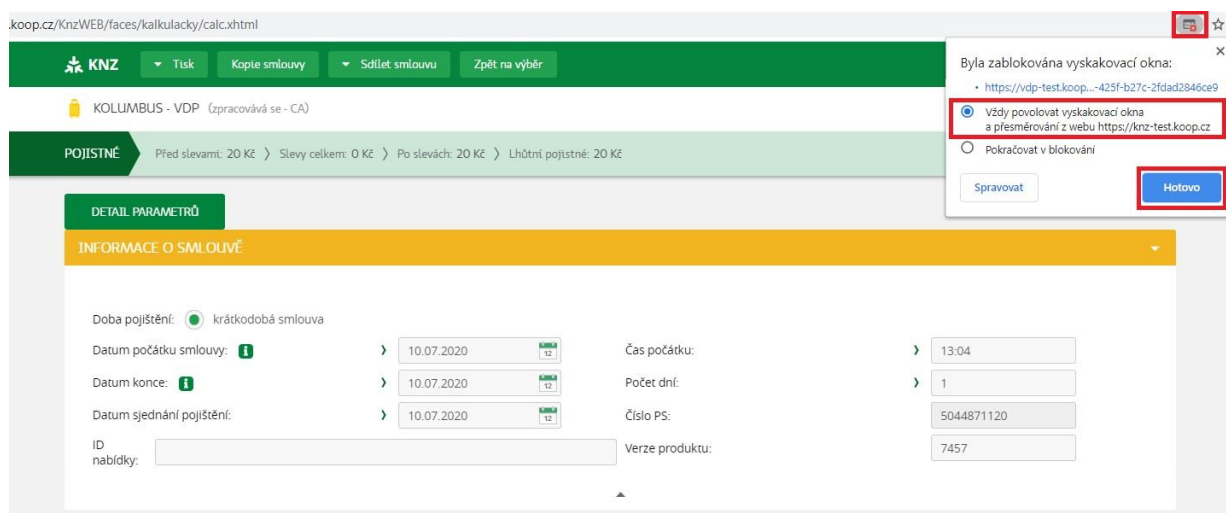 .koop.cz/KnzWEB/faces/kalkulacky/calc.xhtml
KNZ Tisk Kopie smlouvy Sdílet smlouvu Zpět na výběr
KOLUMBUS - VDP (zpracovává se - CA)
POJISTNÉ Před slevami: 20 Kč 〉 Slevy celkem: 0 Kč 〉 Po slevách: 20 Kč 〉 Lhůtní pojistné: 20 Kč
Byla zablokována vyskakovací okna:
• https://vdp-test.koop...-425f-b27c-2fdad2846ce9
Vždy povolovat vyskakovací okna
a přesměrování z webu https://knz-test.koop.cz
Pokračovat v blokování
Spravovat Hotovo
DETAIL PARAMETRŮ
INFORMACE O SMLOUVĚ
Doba pojištění: krátkodobá smlouva
Datum počátku smlouvy: 10.07.2020 12 Čas počátku: 13:04
Datum konce: 10.07.2020 12 Počet dní: 1
Datum sjednání pojištění: 10.07.2020 12 Číslo PS: 5044871120
ID
nabídky:
Verze produktu: 7457